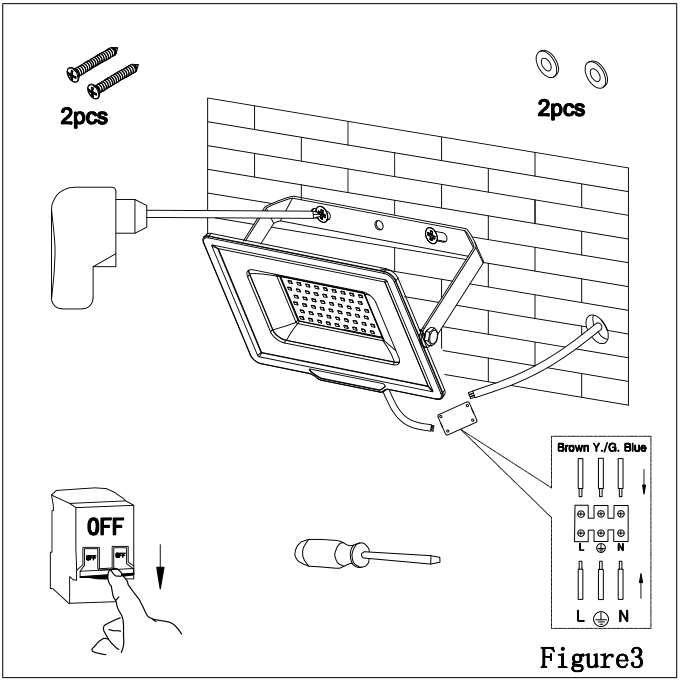 2pcs
2pcs
OFF
OFF OFF
Brown Y./G. Blue
L N
L N
Figure3